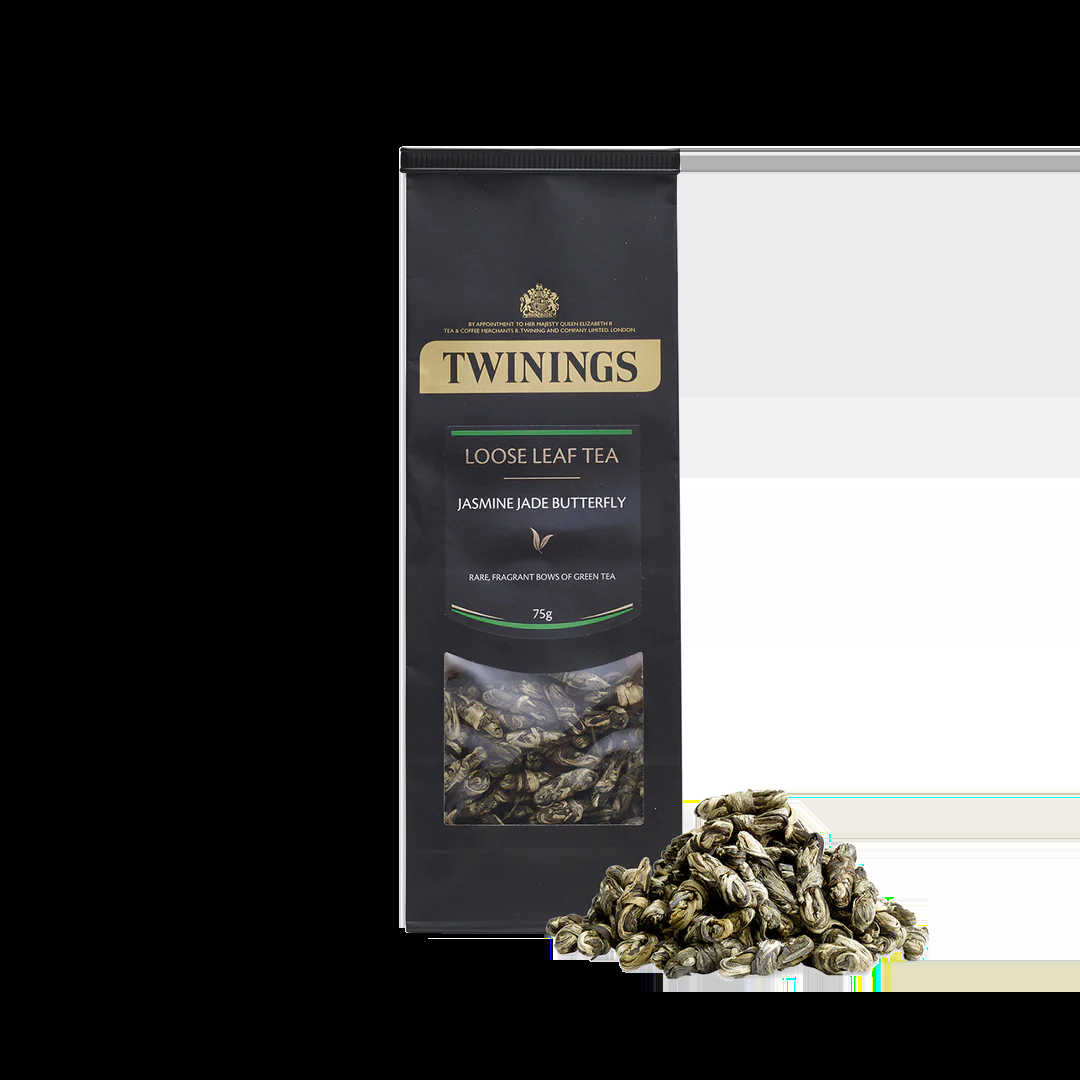 BY APPOINTMENT TO HER MAJESTY QUEEN ELIZABETH II
TEA & COFFEE MERCHANTS R. TWINING AND COMPANY LIMITED. LONDON
TWININGS
LOOSE LEAF TEA
JASMINE JADE BUTTERFLY
RARE, FRAGRANT BOWS OF GREEN TEA
75g